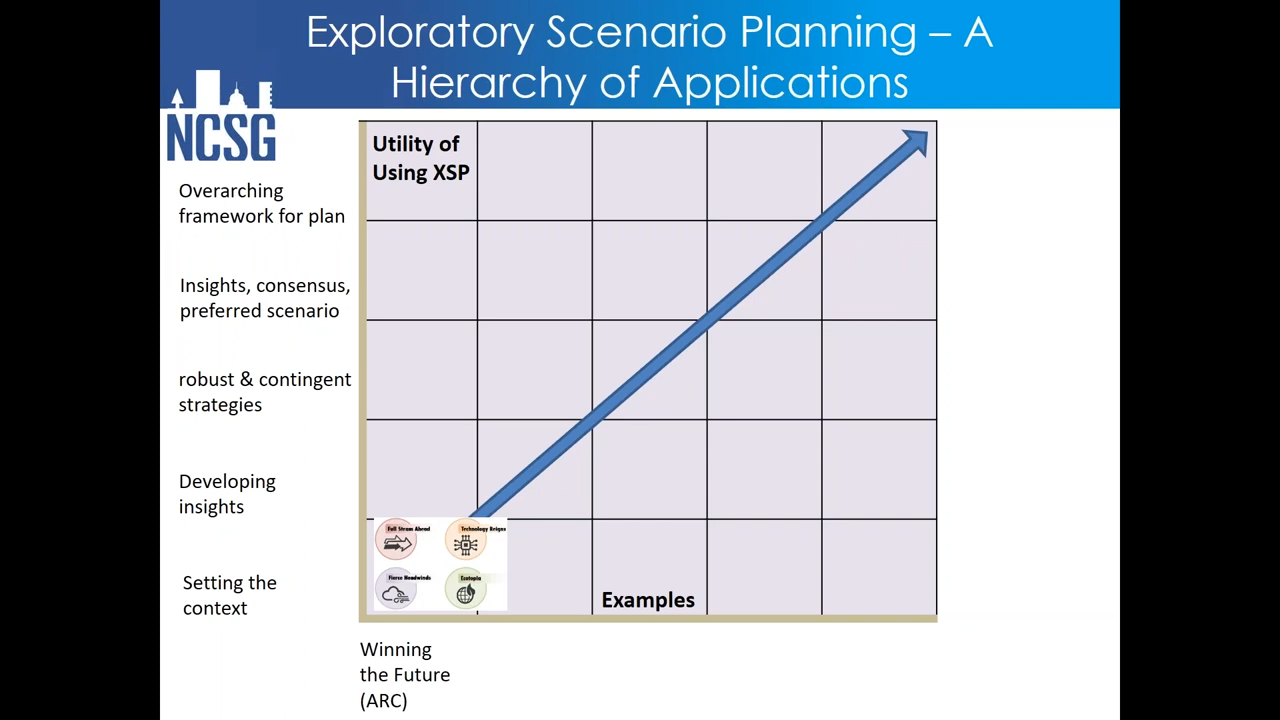 Exploratory Scenario Planning – A
Hierarchy of Applications
NCSG
Utility of
Using XSP
Overarching
framework for plan
Insights, consensus,
preferred scenario
robust & contingent
strategies
Developing
insights
Setting the
context
Full Steam Ahead
Technology Reigns
Fierce Headwinds
Ecotopia
Examples
Winning
the Future
(ARC)